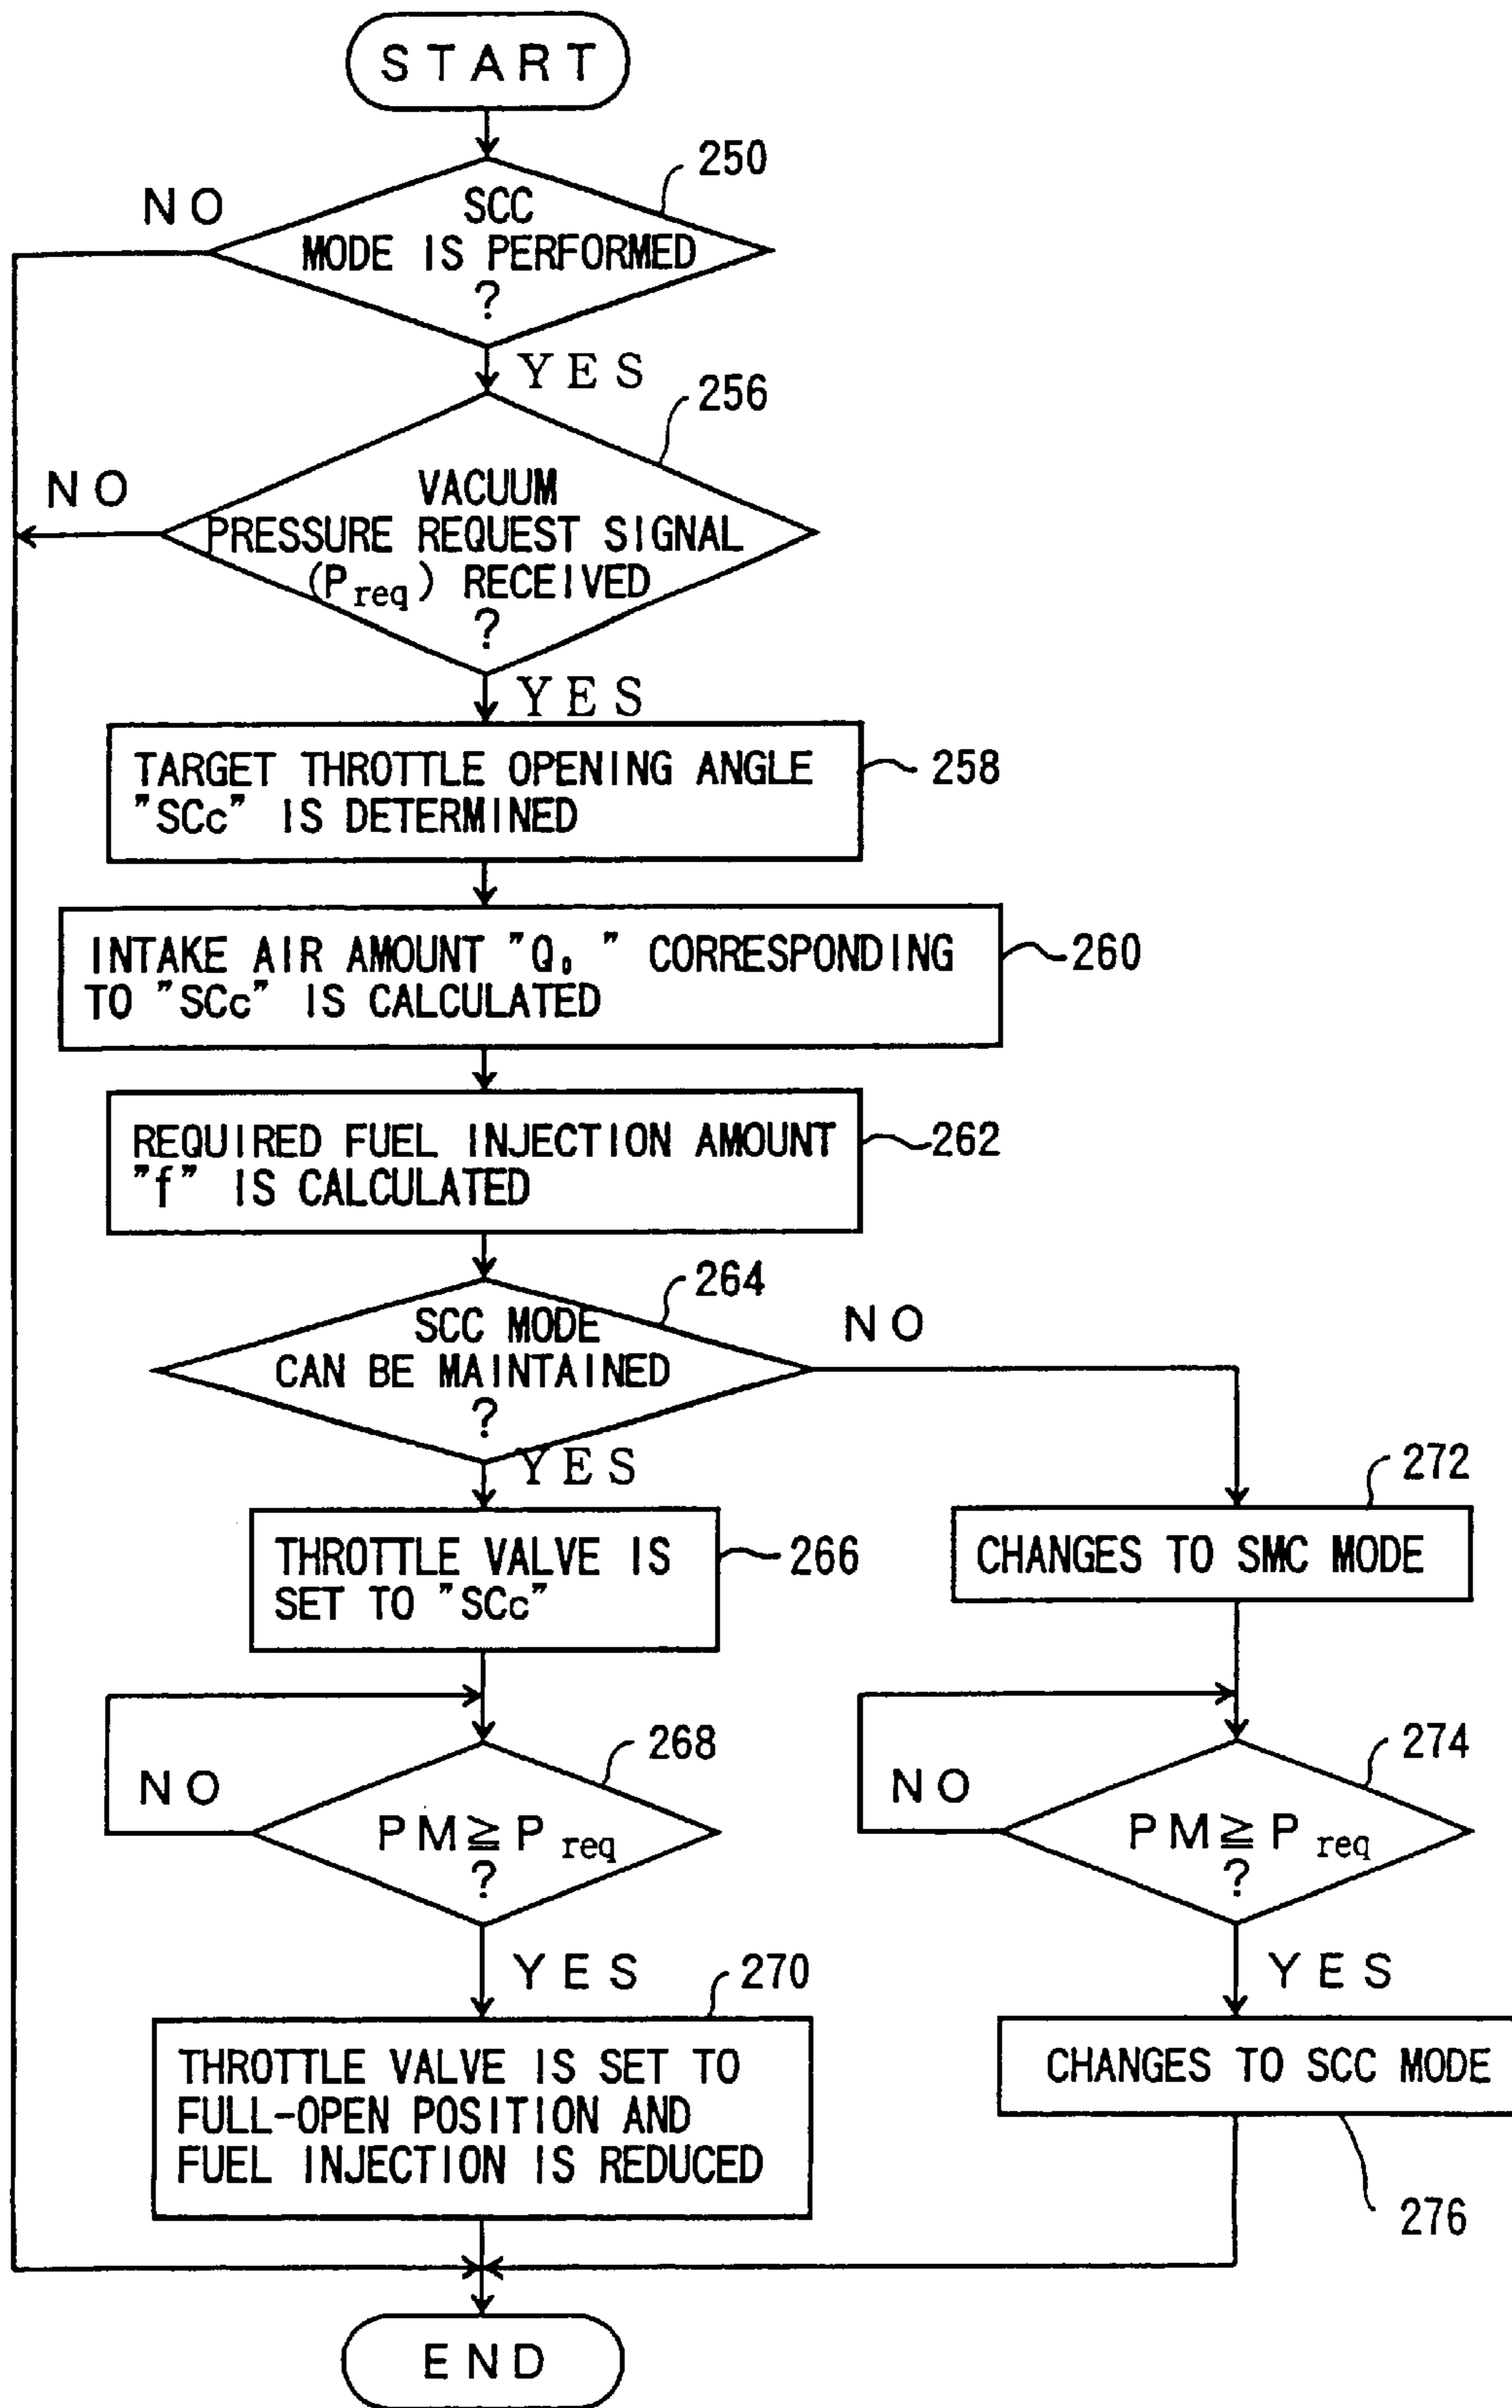 START
250
NO
SCC
MODE IS PERFORMED
?
YES
256
NO
VACUUM
PRESSURE REQUEST SIGNAL
(Preq) RECEIVED
?
YES
TARGET THROTTLE OPENING ANGLE
"SCc" IS DETERMINED
258
INTAKE AIR AMOUNT "Q₀" CORRESPONDING
TO "SCc" IS CALCULATED
260
REQUIRED FUEL INJECTION AMOUNT
"f" IS CALCULATED
262
264
SCC MODE
CAN BE MAINTAINED
?
NO
YES
272
THROTTLE VALVE IS
SET TO "SCc"
266
CHANGES TO SMC MODE
268
NO
PM≧Preq
?
274
NO
PM≧Preq
?
YES
270
YES
THROTTLE VALVE IS SET TO
FULL-OPEN POSITION AND
FUEL INJECTION IS REDUCED
CHANGES TO SCC MODE
276
END